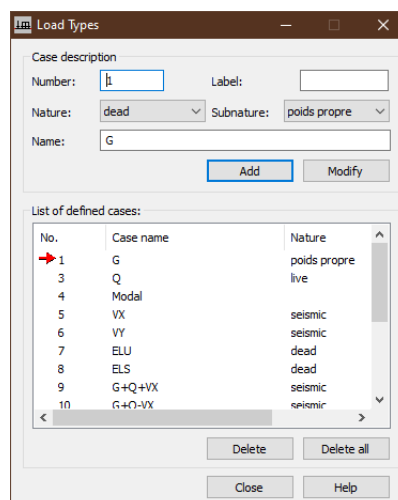 Load Types
Case description
Number: 1 Label:
Nature: dead Subnature: poids propre
Name: G
Add Modify
List of defined cases:
No. Case name Nature
1 G poids propre
3 Q live
4 Modal
5 VX seismic
6 VY seismic
7 ELU dead
8 ELS dead
9 G+Q+VX seismic
10 G+Q-VX seismic
Delete Delete all
Close Help